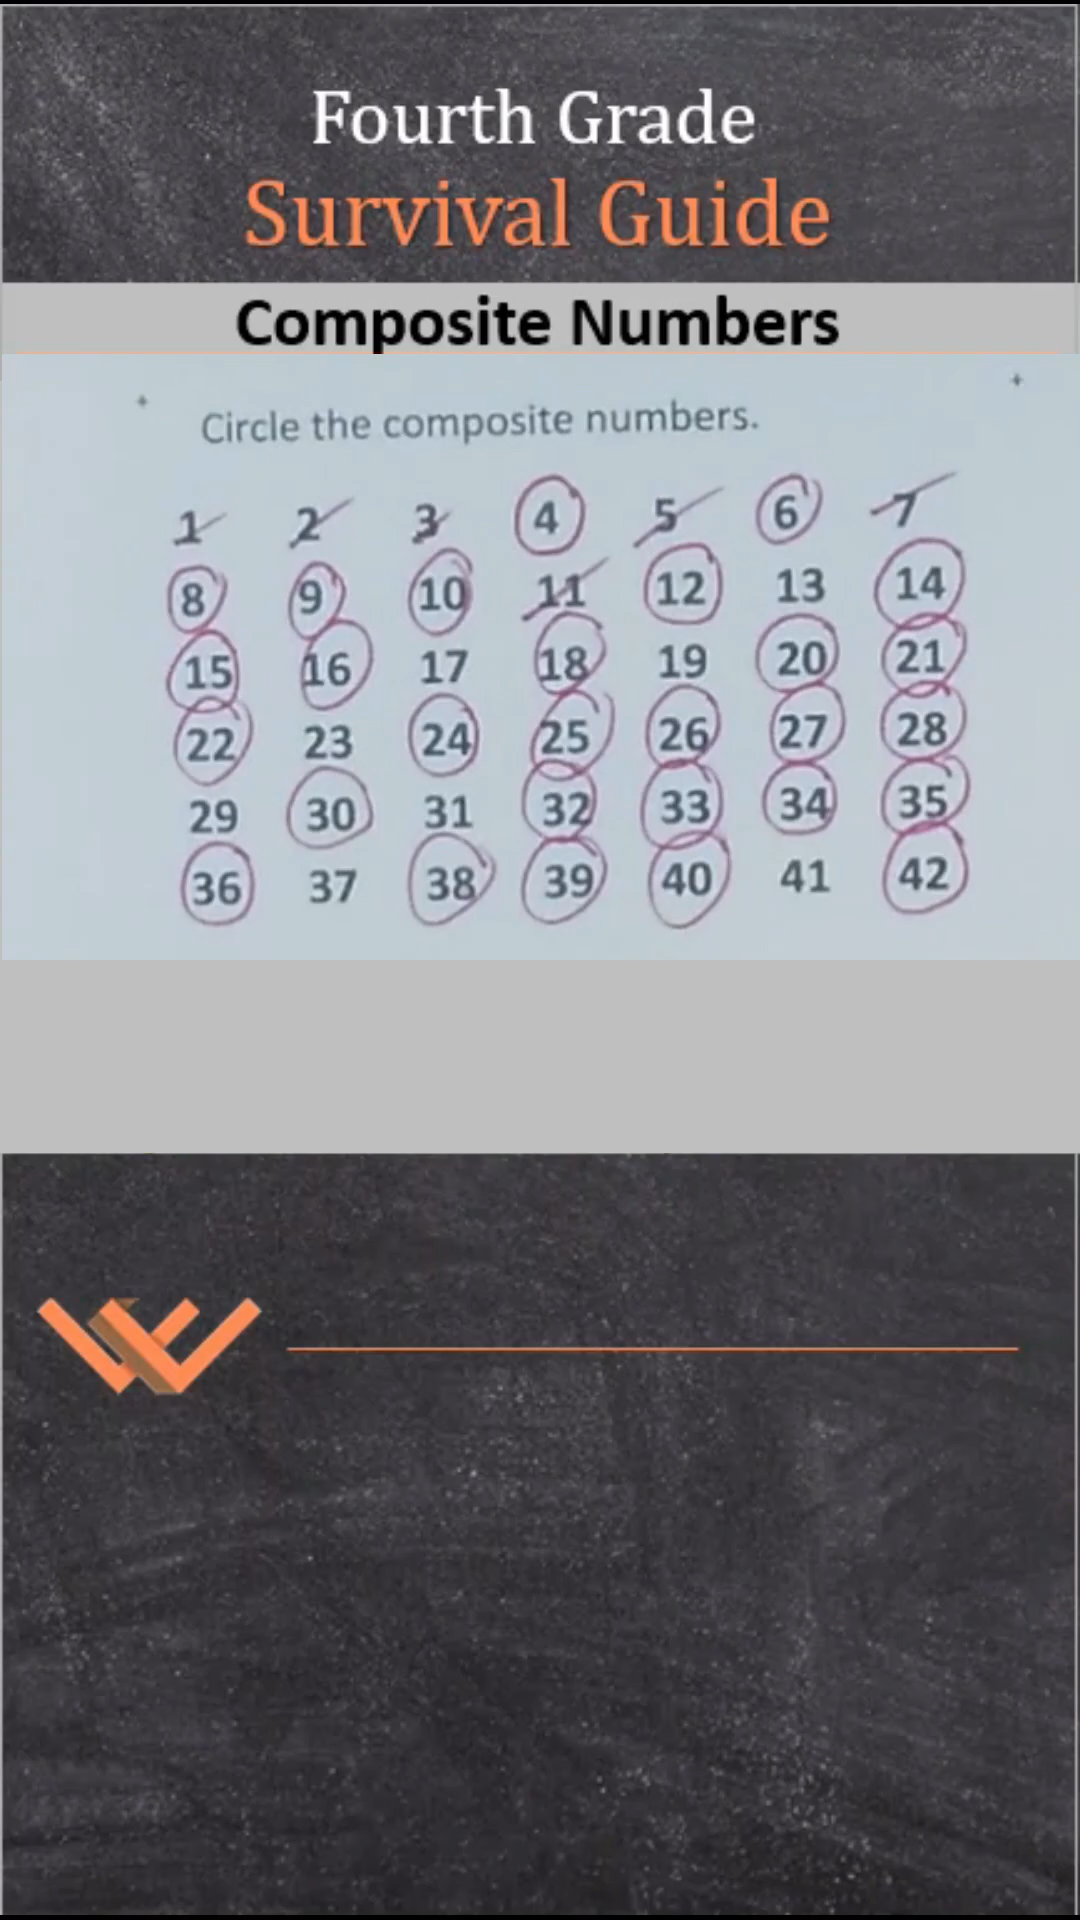 Fourth Grade
Survival Guide
Composite Numbers
Circle the composite numbers.
1 2 3 4 5 6 7
8 9 10 11 12 13 14
15 16 17 18 19 20 21
22 23 24 25 26 27 28
29 30 31 32 33 34 35
36 37 38 39 40 41 42